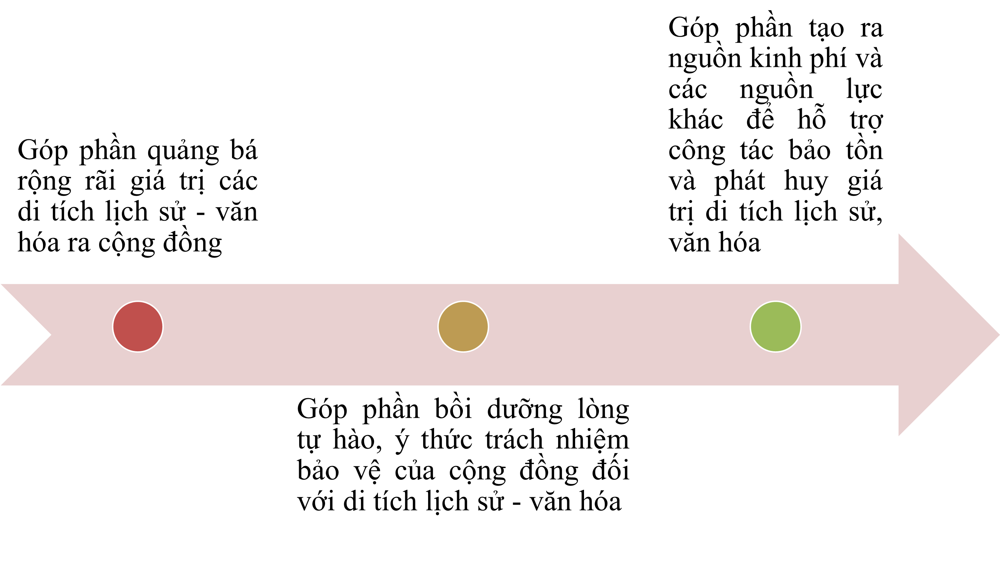 Góp phần quảng bá
rộng rãi giá trị các
di tích lịch sử - văn
hóa ra cộng đồng
Góp phần bồi dưỡng lòng
tự hào, ý thức trách nhiệm
bảo vệ của cộng đồng đối
với di tích lịch sử - văn hóa
Góp phần tạo ra
nguồn kinh phí và
các nguồn lực
khác để hỗ trợ
công tác bảo tồn
và phát huy giá
trị di tích lịch sử,
văn hóa